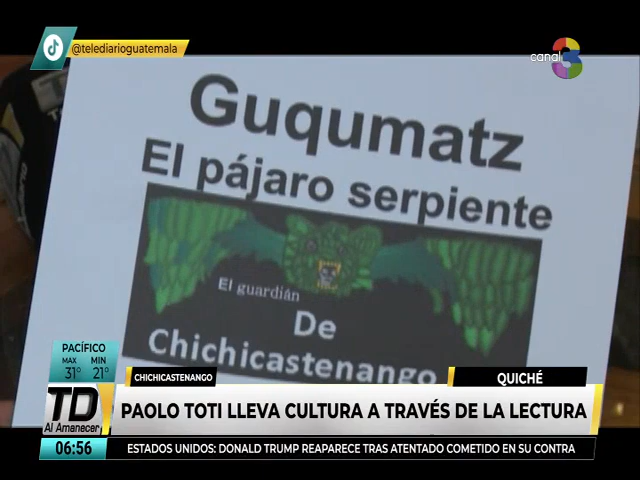 @telediarioguatemala
canal 3
Guqumatz
El pájaro serpiente
El guardián
De
Chichicastenango
PACÍFICO
MAX MIN
31° 21°
CHICHICASTENANGO
QUICHÉ
TD
Al Amanecer
PAOLO TOTI LLEVA CULTURA A TRAVÉS DE LA LECTURA
06:56
ESTADOS UNIDOS: DONALD TRUMP REAPARECE TRAS ATENTADO COMETIDO EN SU CONTRA